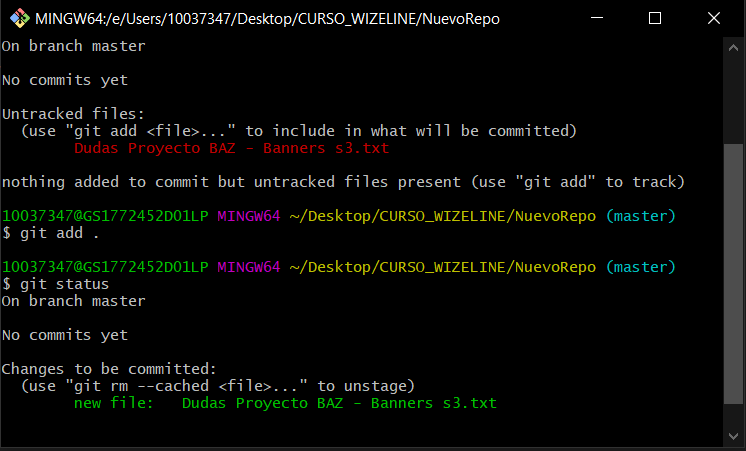 MINGW64:/e/Users/10037347/Desktop/CURSO_WIZELINE/NuevoRepo
On branch master
No commits yet
Untracked files:
  (use "git add <file>..." to include in what will be committed)
        Dudas Proyecto BAZ - Banners s3.txt
nothing added to commit but untracked files present (use "git add" to track)
10037347@GS1772452D01LP MINGW64 ~/Desktop/CURSO_WIZELINE/NuevoRepo (master)
$ git add .
10037347@GS1772452D01LP MINGW64 ~/Desktop/CURSO_WIZELINE/NuevoRepo (master)
$ git status
On branch master
No commits yet
Changes to be committed:
  (use "git rm --cached <file>..." to unstage)
        new file:   Dudas Proyecto BAZ - Banners s3.txt